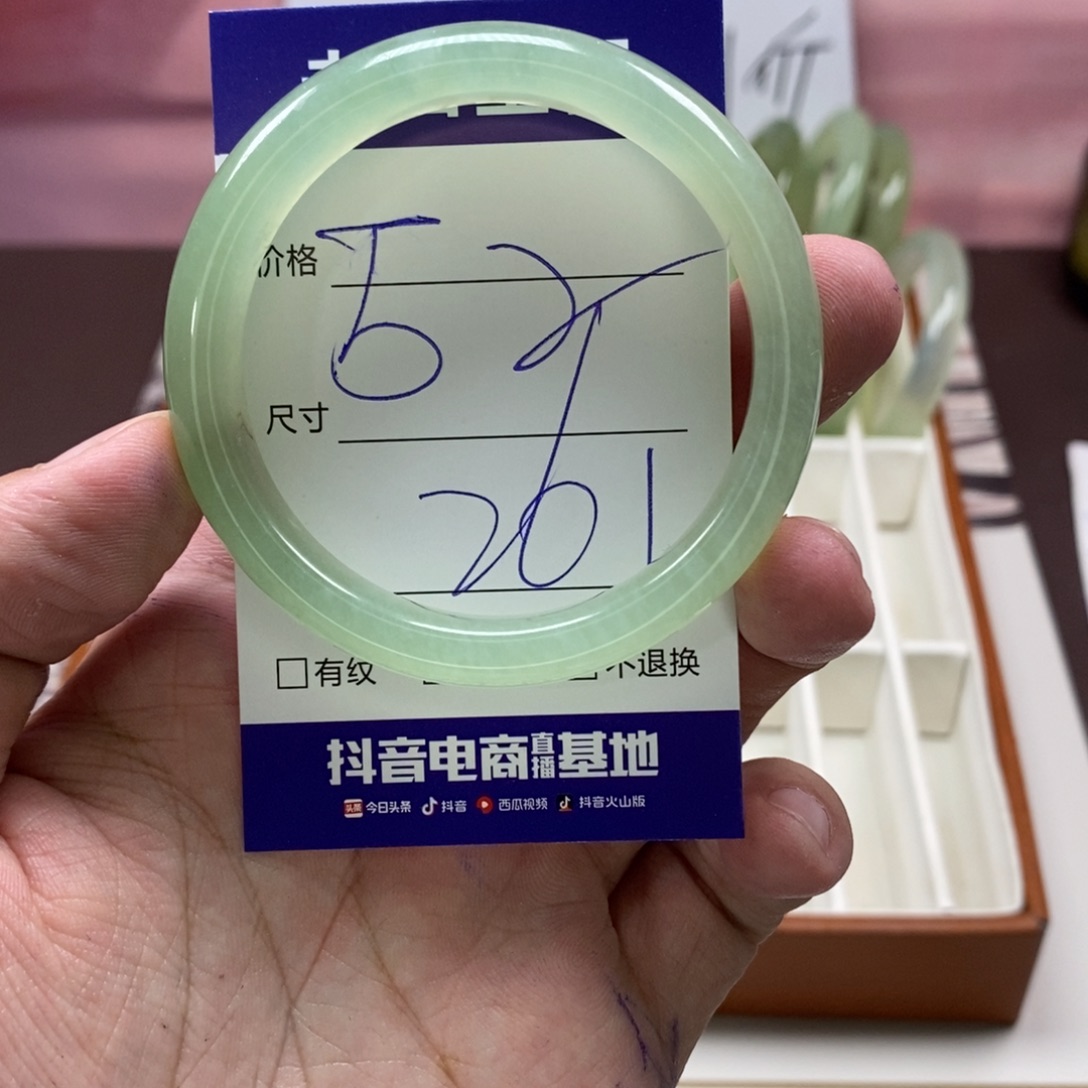 价格
52
尺寸
201
有纹 不退换
抖音电商直播基地
今日头条 抖音 西瓜视频 抖音火山版